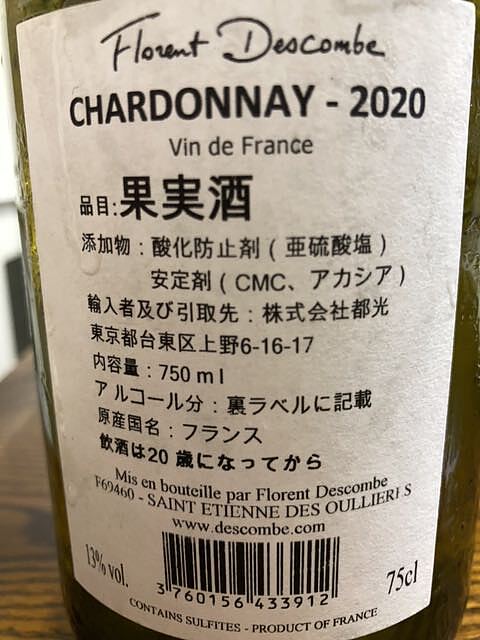 Florent Descombe
CHARDONNAY - 2020
Vin de France
品目:果実酒
添加物：酸化防止剤（亜硫酸塩）
安定剤（CMC、アカシア）
輸入者及び引取先：株式会社都光
東京都台東区上野6-16-17
内容量：750ml
アルコール分：裏ラベルに記載
原産国名：フランス
飲酒は20歳になってから
Mis en bouteille par Florent Descombe
F69460 - SAINT ETIENNE DES OULLIERES
www.descombe.com
13% vol.
3 760156 433912
75cl
CONTAINS SULFITES - PRODUCT OF FRANCE